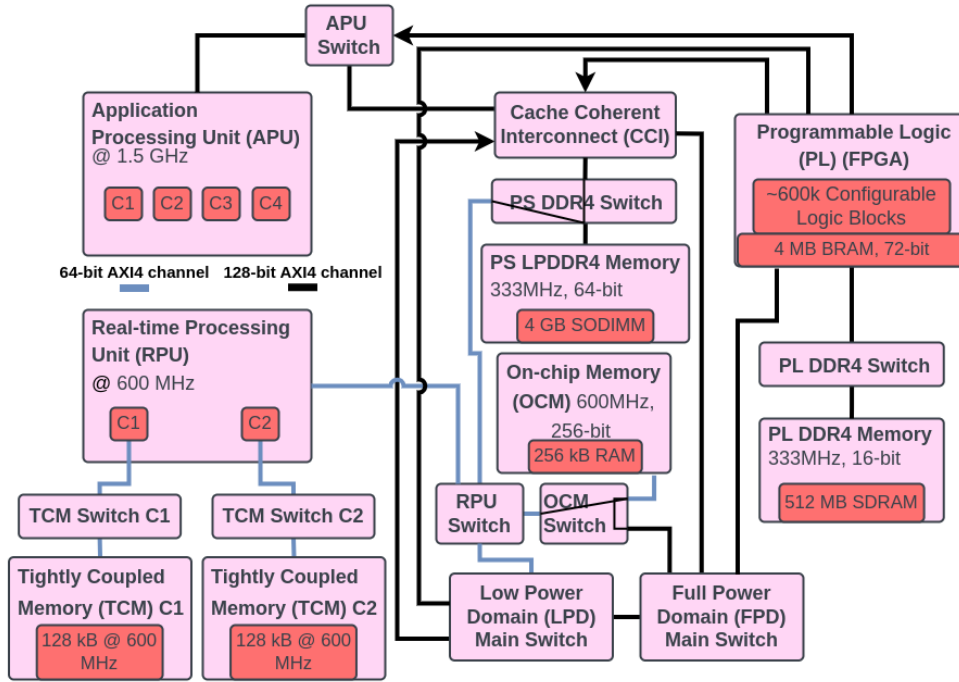 APU
Switch
Application
Processing Unit (APU)
@ 1.5 GHz
C1
C2
C3
C4
Cache Coherent
Interconnect (CCI)
Programmable Logic
(PL) (FPGA)
~600k Configurable
Logic Blocks
4 MB BRAM, 72-bit
PS DDR4 Switch
64-bit AXI4 channel
128-bit AXI4 channel
PS LPDDR4 Memory
333MHz, 64-bit
4 GB SODIMM
Real-time Processing
Unit (RPU)
@ 600 MHz
C1
C2
On-chip Memory
(OCM) 600MHz,
256-bit
256 kB RAM
PL DDR4 Switch
PL DDR4 Memory
333MHz, 16-bit
512 MB SDRAM
TCM Switch C1
TCM Switch C2
RPU
Switch
OCM
Switch
Tightly Coupled
Memory (TCM) C1
128 kB @ 600
MHz
Tightly Coupled
Memory (TCM) C2
128 kB @ 600
MHz
Low Power
Domain (LPD)
Main Switch
Full Power
Domain (FPD)
Main Switch